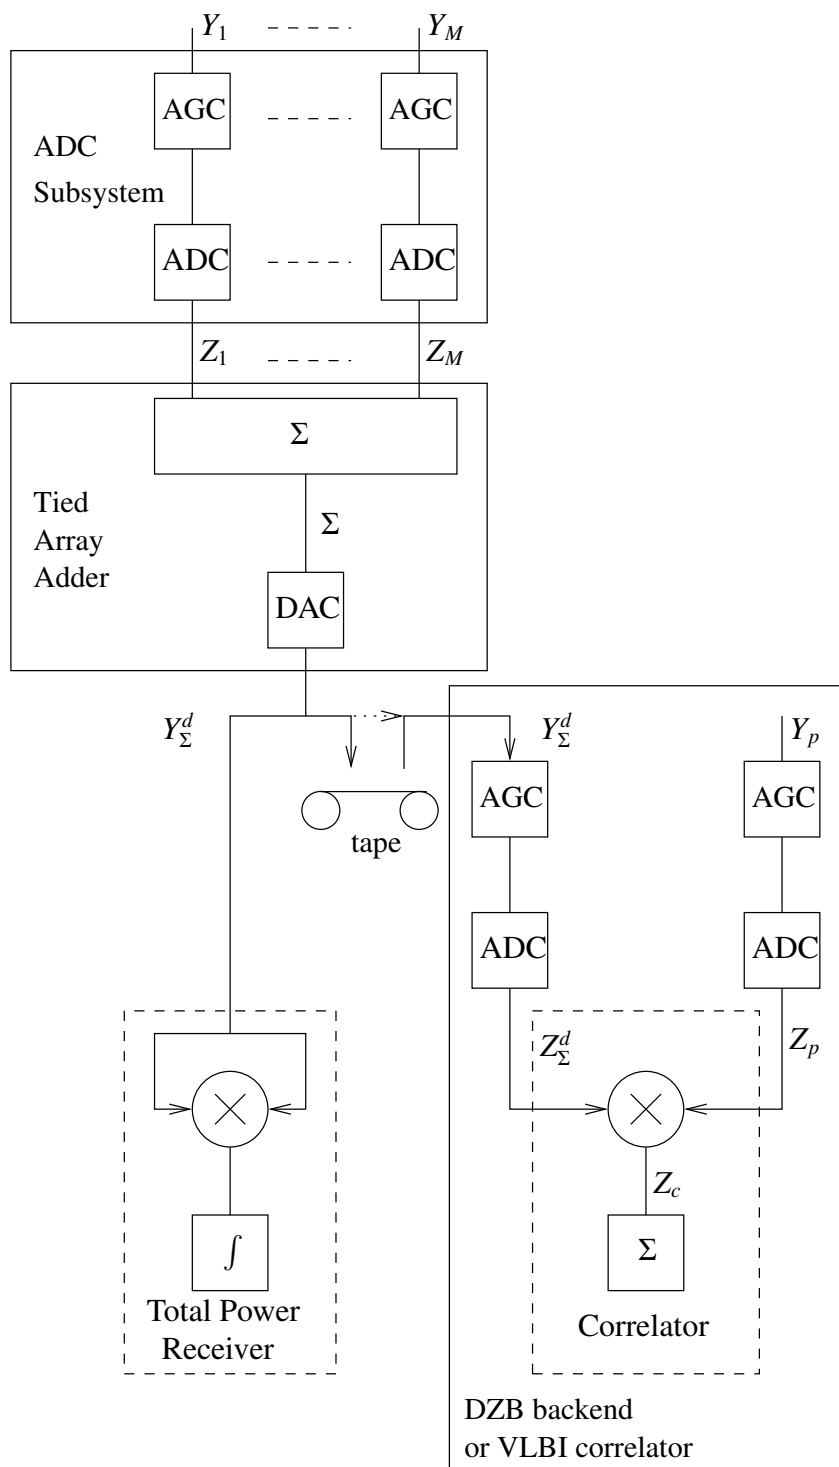 Y_1 Y_M
AGC AGC
ADC
Subsystem
ADC ADC
Z_1 Z_M
Σ
Tied
Array
Adder
Σ
DAC
Y_Σ^d Y_Σ^d Y_p
AGC AGC
tape
ADC ADC
Z_Σ^d Z_p
Z_c
∫ Σ
Total Power
Receiver
Correlator
DZB backend
or VLBI correlator